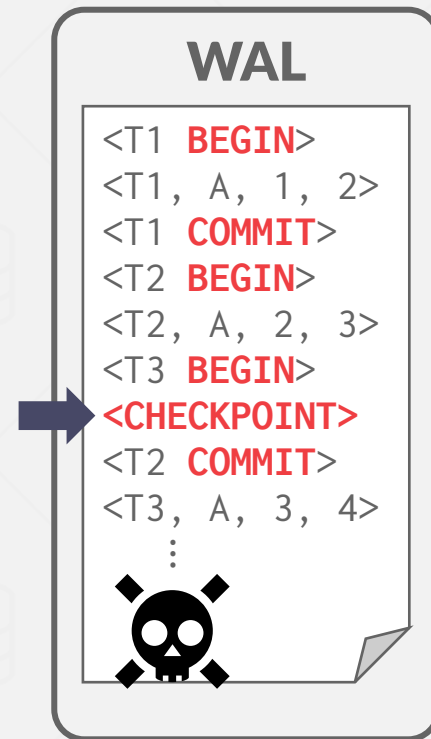 WAL
<T1 BEGIN>
<T1, A, 1, 2>
<T1 COMMIT>
<T2 BEGIN>
<T2, A, 2, 3>
<T3 BEGIN>
<CHECKPOINT>
<T2 COMMIT>
<T3, A, 3, 4>
⋮